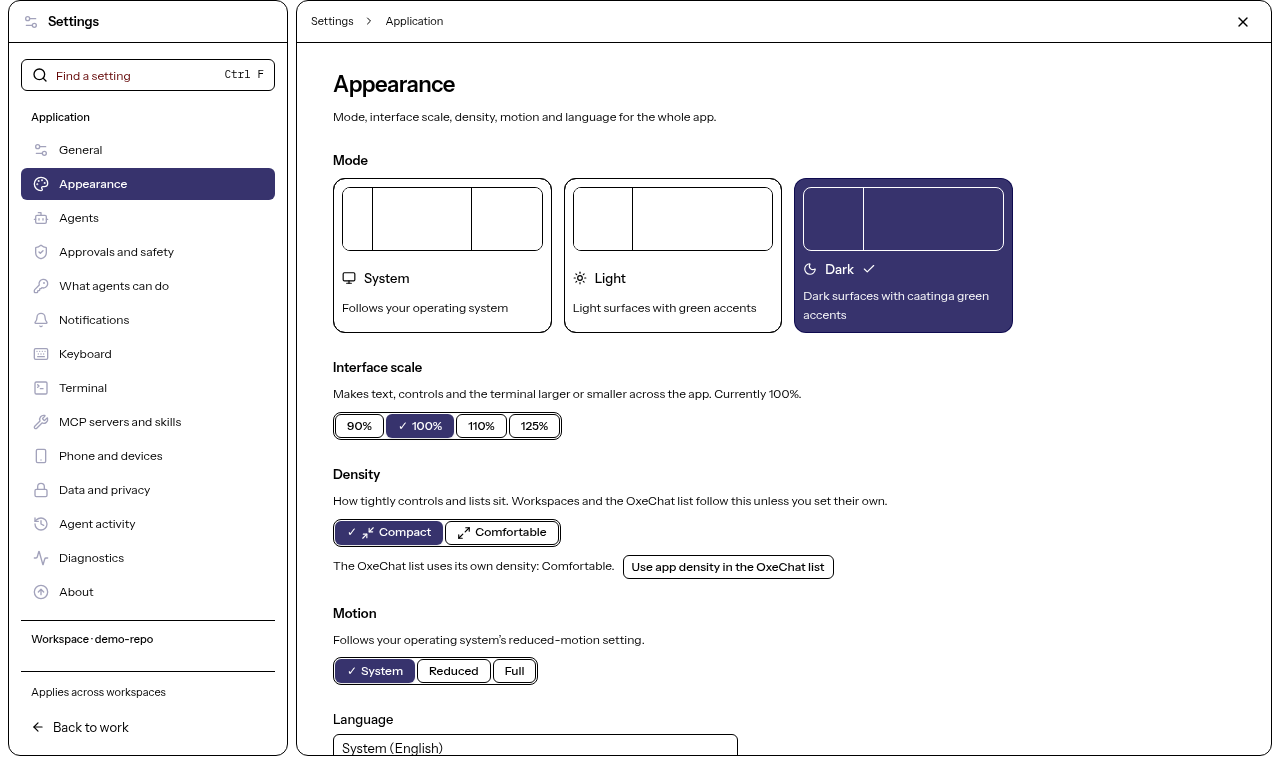 Settings
Find a setting
Ctrl F
Application
General
Appearance
Agents
Approvals and safety
What agents can do
Notifications
Keyboard
Terminal
MCP servers and skills
Phone and devices
Data and privacy
Agent activity
Diagnostics
About
Workspace · demo-repo
Applies across workspaces
Back to work
Settings
Application
Appearance
Mode, interface scale, density, motion and language for the whole app.
Mode
System
Follows your operating system
Light
Light surfaces with green accents
Dark
Dark surfaces with caatinga green
accents
Interface scale
Makes text, controls and the terminal larger or smaller across the app. Currently 100%.
90%
✓ 100%
110%
125%
Density
How tightly controls and lists sit. Workspaces and the OxeChat list follow this unless you set their own.
✓ Compact
Comfortable
The OxeChat list uses its own density: Comfortable.
Use app density in the OxeChat list
Motion
Follows your operating system's reduced-motion setting.
✓ System
Reduced
Full
Language
System (English)